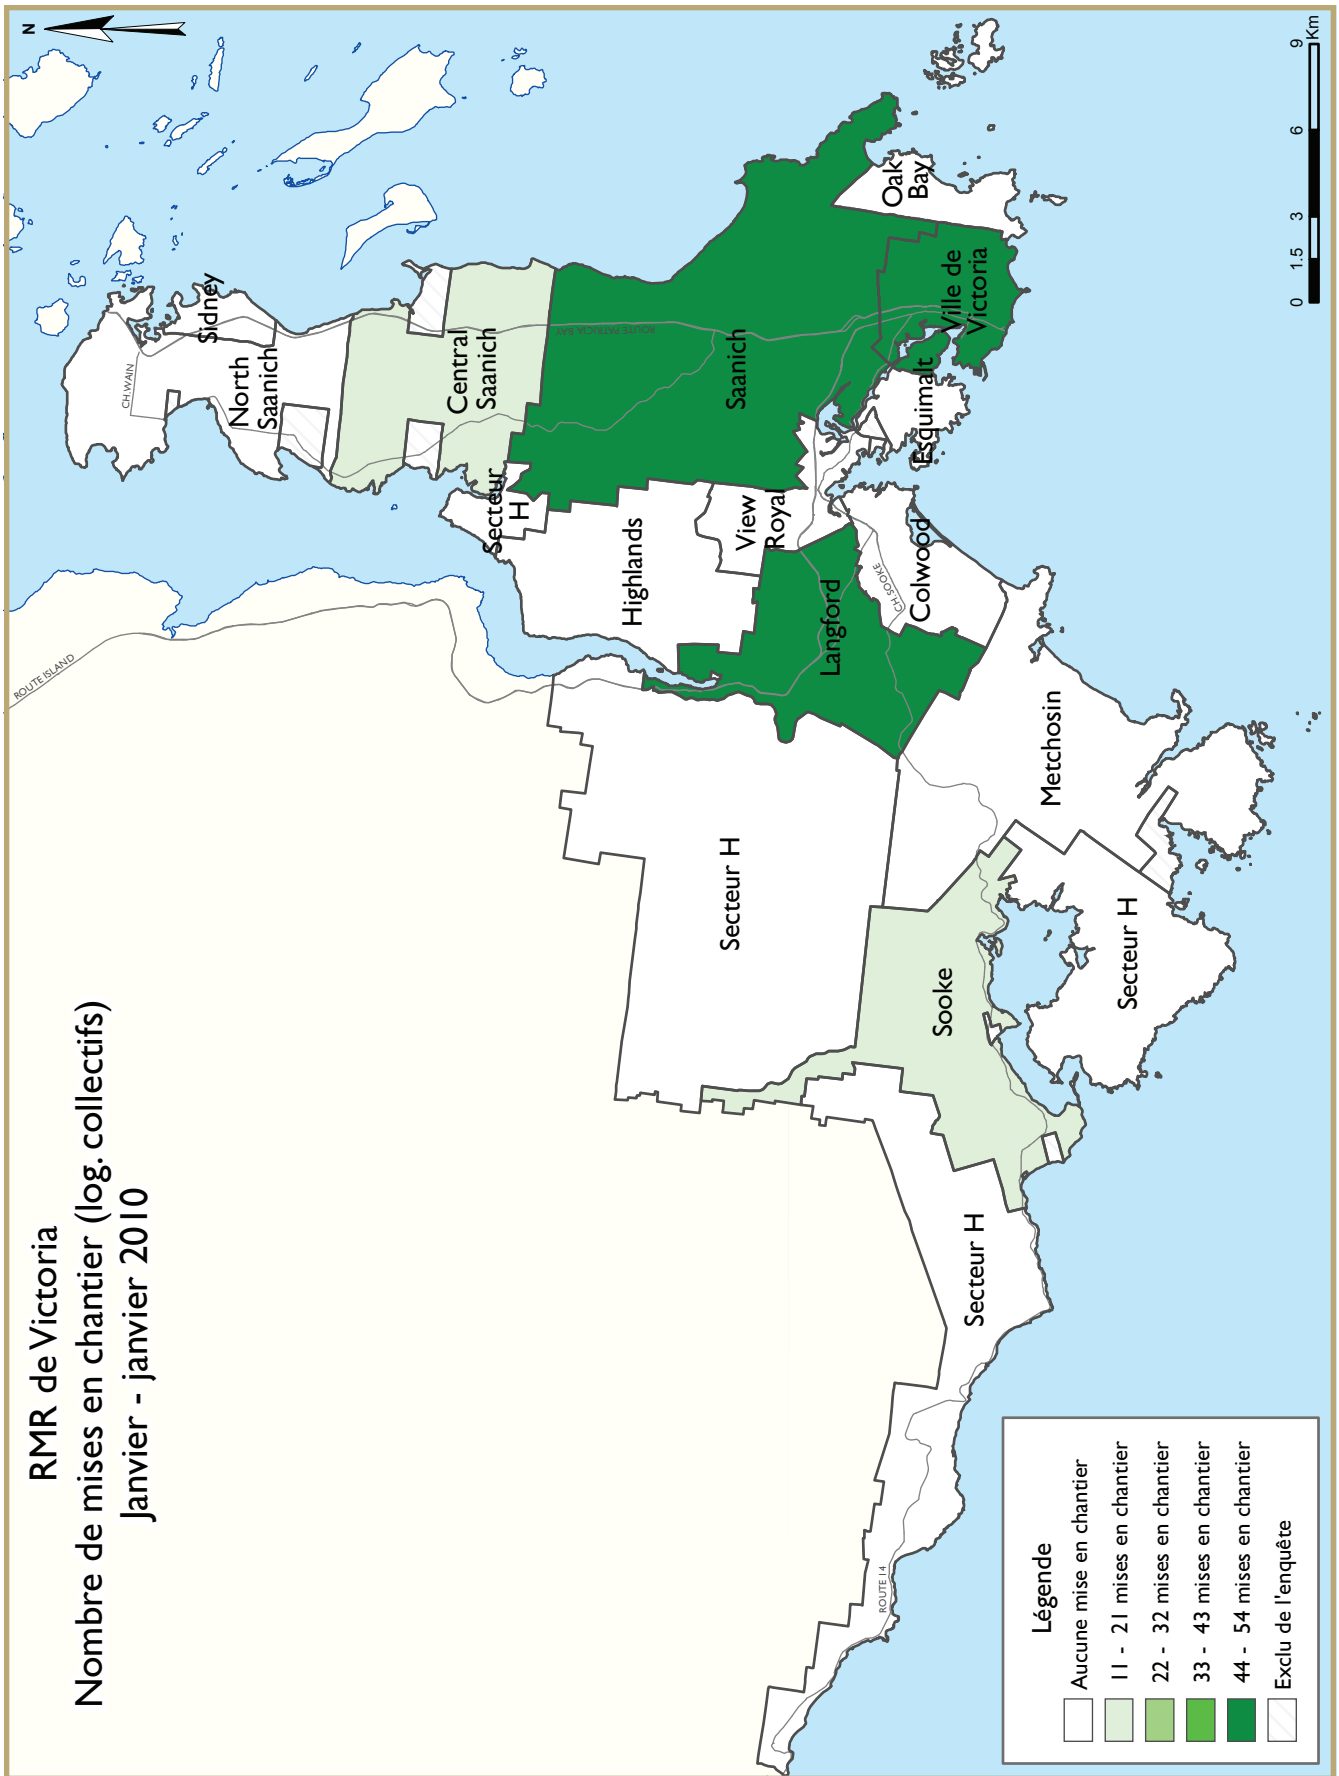 RMR de Victoria
Nombre de mises en chantier (log. collectifs)
Janvier - janvier 2010
N
ROUTE ISLAND
CH. WAIN
Sidney
North
Saanich
Central
Saanich
ROUTE PATRICIA BAY
Secteur
H
Saanich
Highlands
View
Royal
Oak
Bay
Ville de
Victoria
Esquimalt
Langford
Colwood
CH. SOOKE
Metchosin
Secteur H
Sooke
Secteur H
Secteur H
ROUTE 14
Légende
Aucune mise en chantier
11 - 21 mises en chantier
22 - 32 mises en chantier
33 - 43 mises en chantier
44 - 54 mises en chantier
Exclu de l'enquête
0 1.5 3 6 9
Km